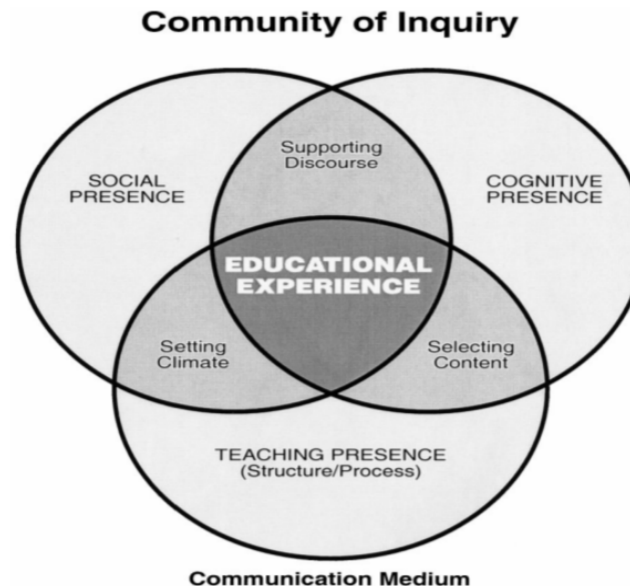 Community of Inquiry
Supporting
Discourse
SOCIAL
PRESENCE
COGNITIVE
PRESENCE
EDUCATIONAL
EXPERIENCE
Setting
Climate
Selecting
Content
TEACHING PRESENCE
(Structure/Process)
Communication Medium